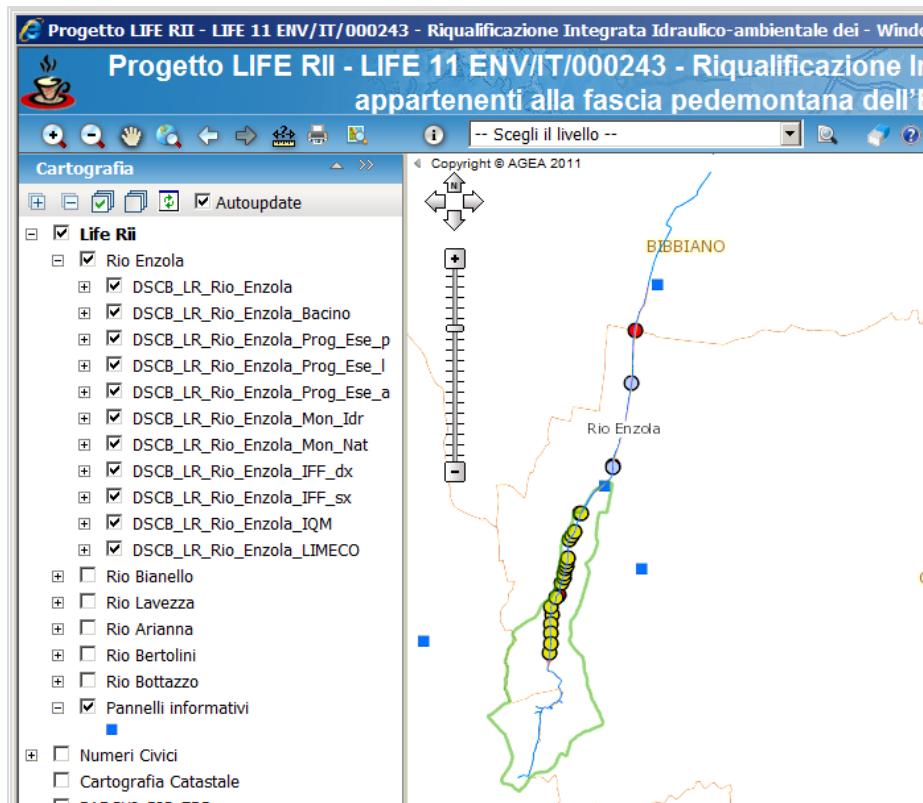 Progetto LIFE RII - LIFE 11 ENV/IT/000243 - Riqualificazione Integrata Idraulico-ambientale dei - Wind
Progetto LIFE RII - LIFE 11 ENV/IT/000243 - Riqualificazione I
appartenenti alla fascia pedemontana dell'
-- Scegli il livello --
Cartografia
Autoupdate
Life Rii
Rio Enzola
DSCB_LR_Rio_Enzola
DSCB_LR_Rio_Enzola_Bacino
DSCB_LR_Rio_Enzola_Prog_Ese_p
DSCB_LR_Rio_Enzola_Prog_Ese_l
DSCB_LR_Rio_Enzola_Prog_Ese_a
DSCB_LR_Rio_Enzola_Mon_Idr
DSCB_LR_Rio_Enzola_Mon_Nat
DSCB_LR_Rio_Enzola_IFF_dx
DSCB_LR_Rio_Enzola_IFF_sx
DSCB_LR_Rio_Enzola_IQM
DSCB_LR_Rio_Enzola_LIMECO
Rio Bianello
Rio Lavezza
Rio Arianna
Rio Bertolini
Rio Bottazzo
Pannelli informativi
Numeri Civici
Cartografia Catastale
Copyright © AGEA 2011
N
BIBBIANO
Rio Enzola